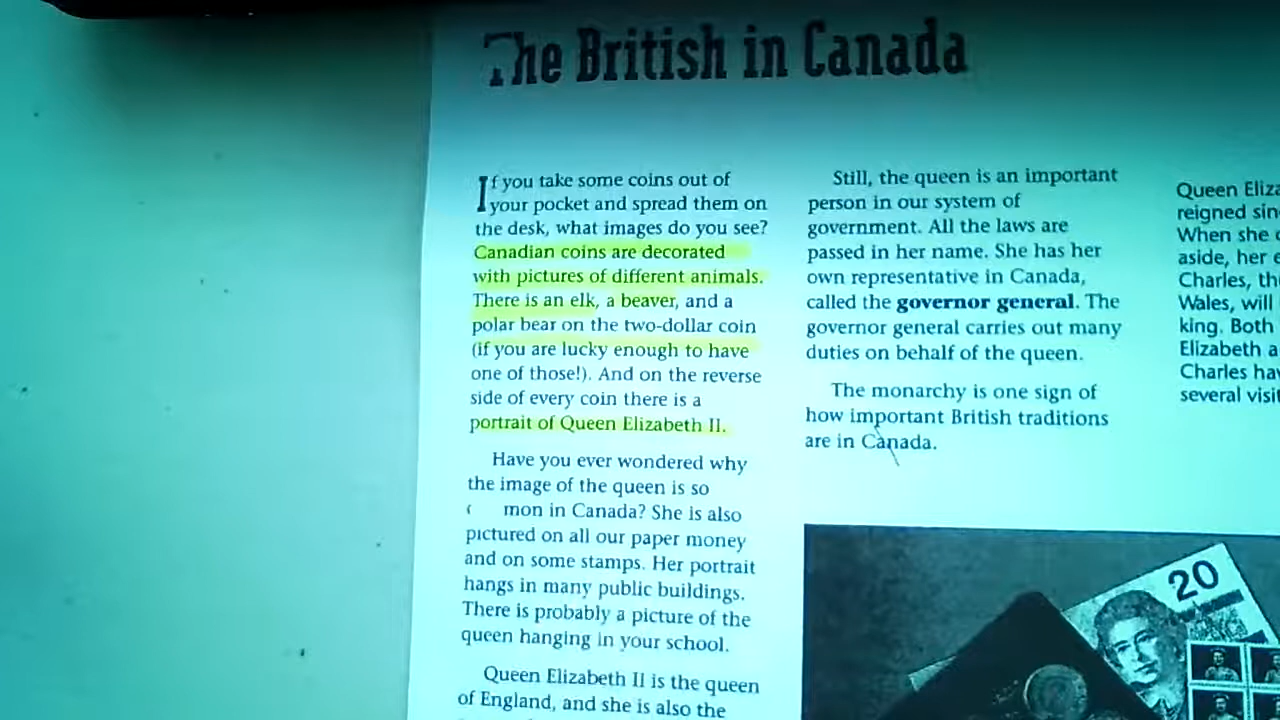 The British in Canada
If you take some coins out of
your pocket and spread them on
the desk, what images do you see?
Canadian coins are decorated
with pictures of different animals.
There is an elk, a beaver, and a
polar bear on the two-dollar coin
(if you are lucky enough to have
one of those!). And on the reverse
side of every coin there is a
portrait of Queen Elizabeth II.
Have you ever wondered why
the image of the queen is so
mon in Canada? She is also
pictured on all our paper money
and on some stamps. Her portrait
hangs in many public buildings.
There is probably a picture of the
queen hanging in your school.
Queen Elizabeth II is the queen
of England, and she is also the
Still, the queen is an important
person in our system of
government. All the laws are
passed in her name. She has her
own representative in Canada,
called the governor general. The
governor general carries out many
duties on behalf of the queen.
The monarchy is one sign of
how important British traditions
are in Canada.
Queen Eliza
reigned sin
When she
aside, her e
Charles, th
Wales, will
king. Both
Elizabeth a
Charles hav
several visit
20